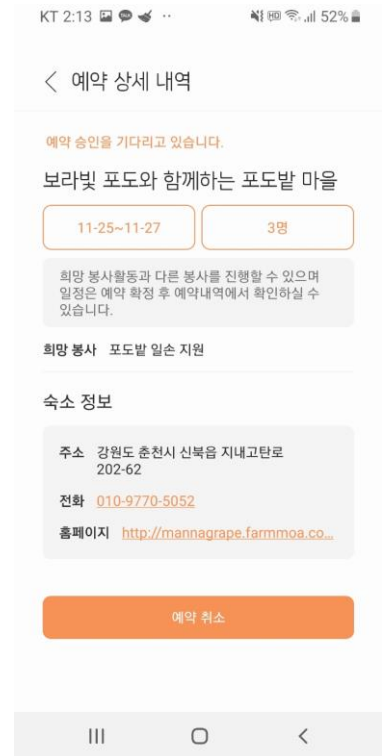 KT 2:13 52%
예약 상세 내역
예약 승인을 기다리고 있습니다.
보라빛 포도와 함께하는 포도밭 마을
11-25~11-27 3명
희망 봉사활동과 다른 봉사를 진행할 수 있으며
일정은 예약 확정 후 예약내역에서 확인하실 수
있습니다.
희망 봉사 포도밭 일손 지원
숙소 정보
주소 강원도 춘천시 신북읍 지내고탄로
202-62
전화 010-9770-5052
홈페이지 http://mannagrape.farmmoa.co...
예약 취소